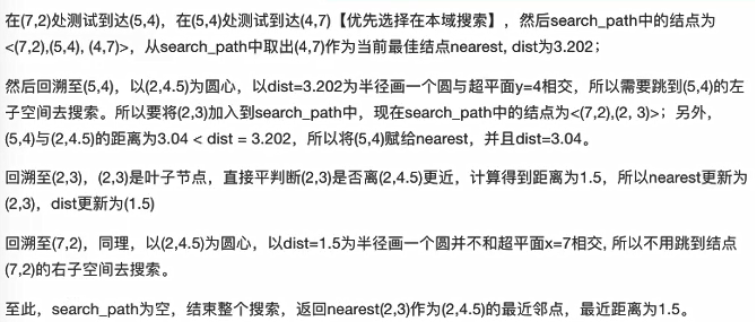 在(7,2)处测试到达(5,4)，在(5,4)处测试到达(4,7)【优先选择在本域搜索】，然后search_path中的结点为
<(7,2),(5,4), (4,7)>，从search_path中取出(4,7)作为当前最佳结点nearest, dist为3.202；
然后回溯至(5,4)，以(2,4.5)为圆心，以dist=3.202为半径画一个圆与超平面y=4相交，所以需要跳到(5,4)的左
子空间去搜索。所以要将(2,3)加入到search_path中，现在search_path中的结点为<(7,2),(2, 3)>；另外，
(5,4)与(2,4.5)的距离为3.04 < dist = 3.202，所以将(5,4)赋给nearest，并且dist=3.04。
回溯至(2,3)，(2,3)是叶子节点，直接平判断(2,3)是否离(2,4.5)更近，计算得到距离为1.5，所以nearest更新为
(2,3)，dist更新为(1.5)
回溯至(7,2)，同理，以(2,4.5)为圆心，以dist=1.5为半径画一个圆并不和超平面x=7相交, 所以不用跳到结点
(7,2)的右子空间去搜索。
至此，search_path为空，结束整个搜索，返回nearest(2,3)作为(2,4.5)的最近邻点，最近距离为1.5。